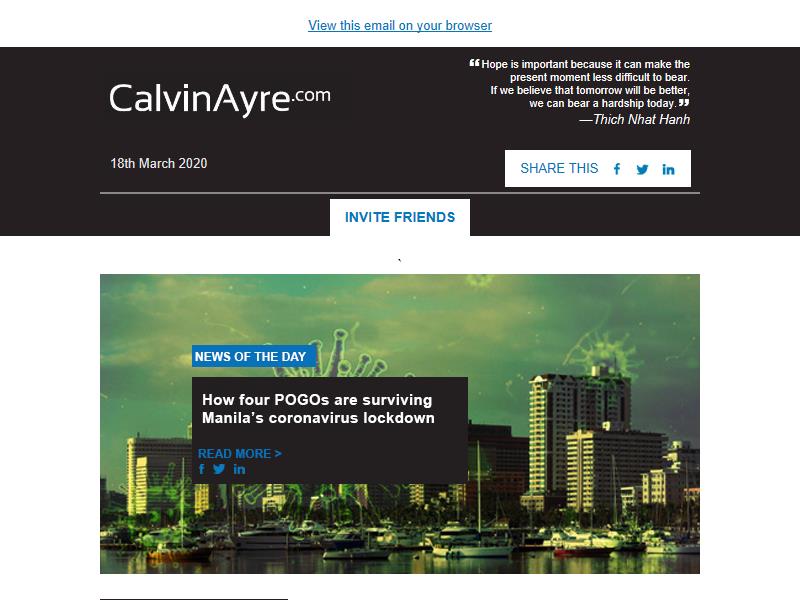 View this email on your browser
“Hope is important because it can make the
present moment less difficult to bear.
If we believe that tomorrow will be better,
we can bear a hardship today.”
—Thich Nhat Hanh
CalvinAyre.com
18th March 2020
SHARE THIS
INVITE FRIENDS
`
NEWS OF THE DAY
How four POGOs are surviving
Manila’s coronavirus lockdown
READ MORE >